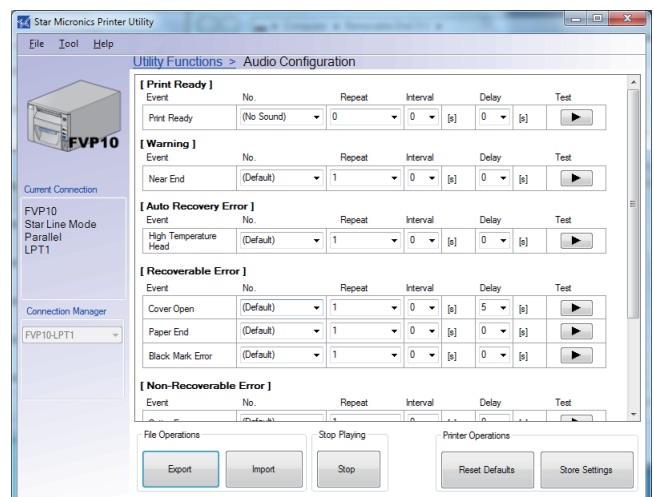 Star Micronics Printer Utility
File Tool Help
Utility Functions > Audio Configuration
FVP10
Current Connection
FVP10
Star Line Mode
Parallel
LPT1
Connection Manager
FVP10-LPT1
[ Print Ready ]
Event No. Repeat Interval Delay Test
Print Ready (No Sound) 0 0 [s] 0 [s]
[ Warning ]
Event No. Repeat Interval Delay Test
Near End (Default) 1 0 [s] 0 [s]
[ Auto Recovery Error ]
Event No. Repeat Interval Delay Test
High Temperature Head (Default) 1 0 [s] 0 [s]
[ Recoverable Error ]
Event No. Repeat Interval Delay Test
Cover Open (Default) 1 0 [s] 5 [s]
Paper End (Default) 1 0 [s] 0 [s]
Black Mark Error (Default) 1 0 [s] 0 [s]
[ Non-Recoverable Error ]
Event No. Repeat Interval Delay Test
File Operations Stop Playing Printer Operations
Export Import Stop Reset Defaults Store Settings